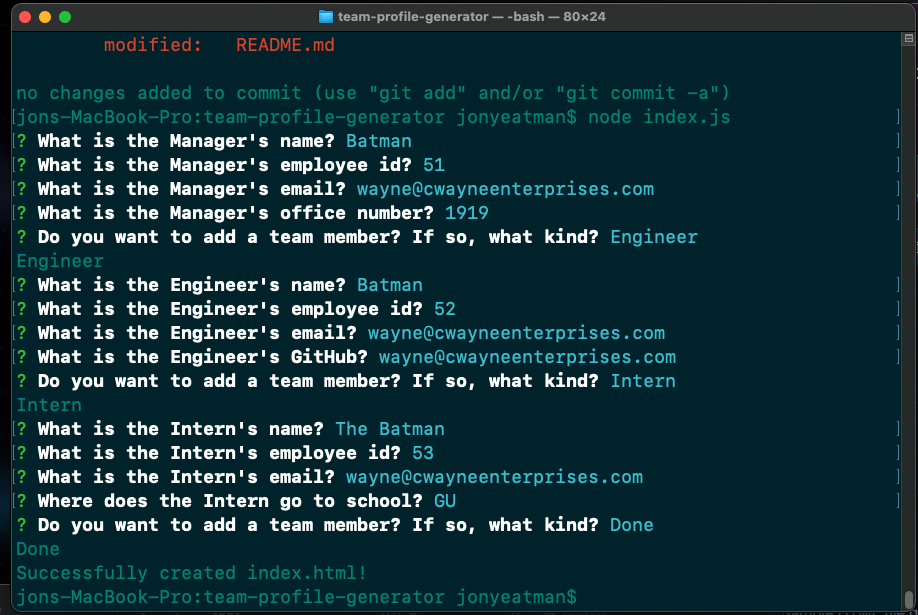 team-profile-generator — -bash — 80×24
modified:   README.md
no changes added to commit (use "git add" and/or "git commit -a")
[jons-MacBook-Pro:team-profile-generator jonyeatman$ node index.js ]
[? What is the Manager's name? Batman ]
[? What is the Manager's employee id? 51 ]
[? What is the Manager's email? wayne@cwayneenterprises.com ]
[? What is the Manager's office number? 1919 ]
? Do you want to add a team member? If so, what kind? Engineer
Engineer
[? What is the Engineer's name? Batman ]
[? What is the Engineer's employee id? 52 ]
[? What is the Engineer's email? wayne@cwayneenterprises.com ]
[? What is the Engineer's GitHub? wayne@cwayneenterprises.com ]
? Do you want to add a team member? If so, what kind? Intern
Intern
[? What is the Intern's name? The Batman ]
[? What is the Intern's employee id? 53 ]
[? What is the Intern's email? wayne@cwayneenterprises.com ]
[? Where does the Intern go to school? GU ]
? Do you want to add a team member? If so, what kind? Done
Done
Successfully created index.html!
jons-MacBook-Pro:team-profile-generator jonyeatman$